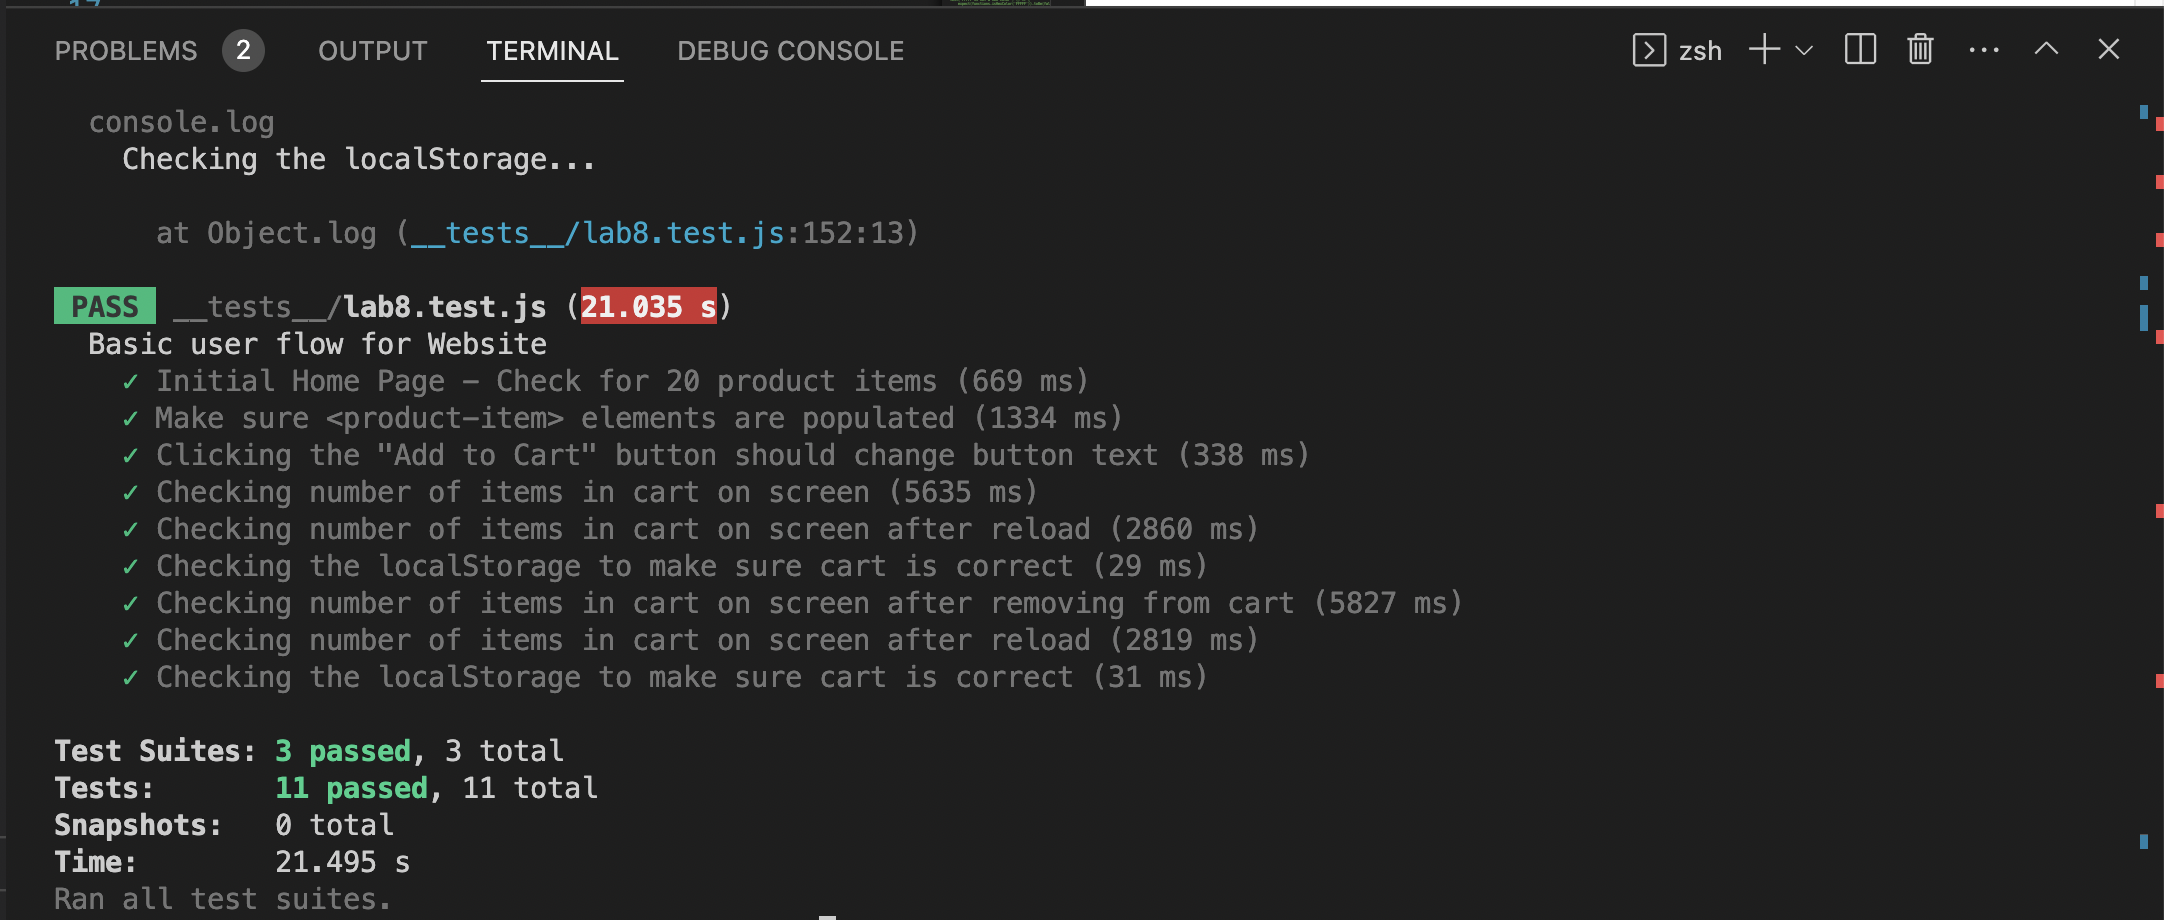 17
PROBLEMS 2 OUTPUT TERMINAL DEBUG CONSOLE zsh
console.log
Checking the localStorage...
at Object.log (__tests__/lab8.test.js:152:13)
PASS __tests__/lab8.test.js (21.035 s)
Basic user flow for Website
✓ Initial Home Page – Check for 20 product items (669 ms)
✓ Make sure <product-item> elements are populated (1334 ms)
✓ Clicking the "Add to Cart" button should change button text (338 ms)
✓ Checking number of items in cart on screen (5635 ms)
✓ Checking number of items in cart on screen after reload (2860 ms)
✓ Checking the localStorage to make sure cart is correct (29 ms)
✓ Checking number of items in cart on screen after removing from cart (5827 ms)
✓ Checking number of items in cart on screen after reload (2819 ms)
✓ Checking the localStorage to make sure cart is correct (31 ms)
Test Suites: 3 passed, 3 total
Tests: 11 passed, 11 total
Snapshots: 0 total
Time: 21.495 s
Ran all test suites.